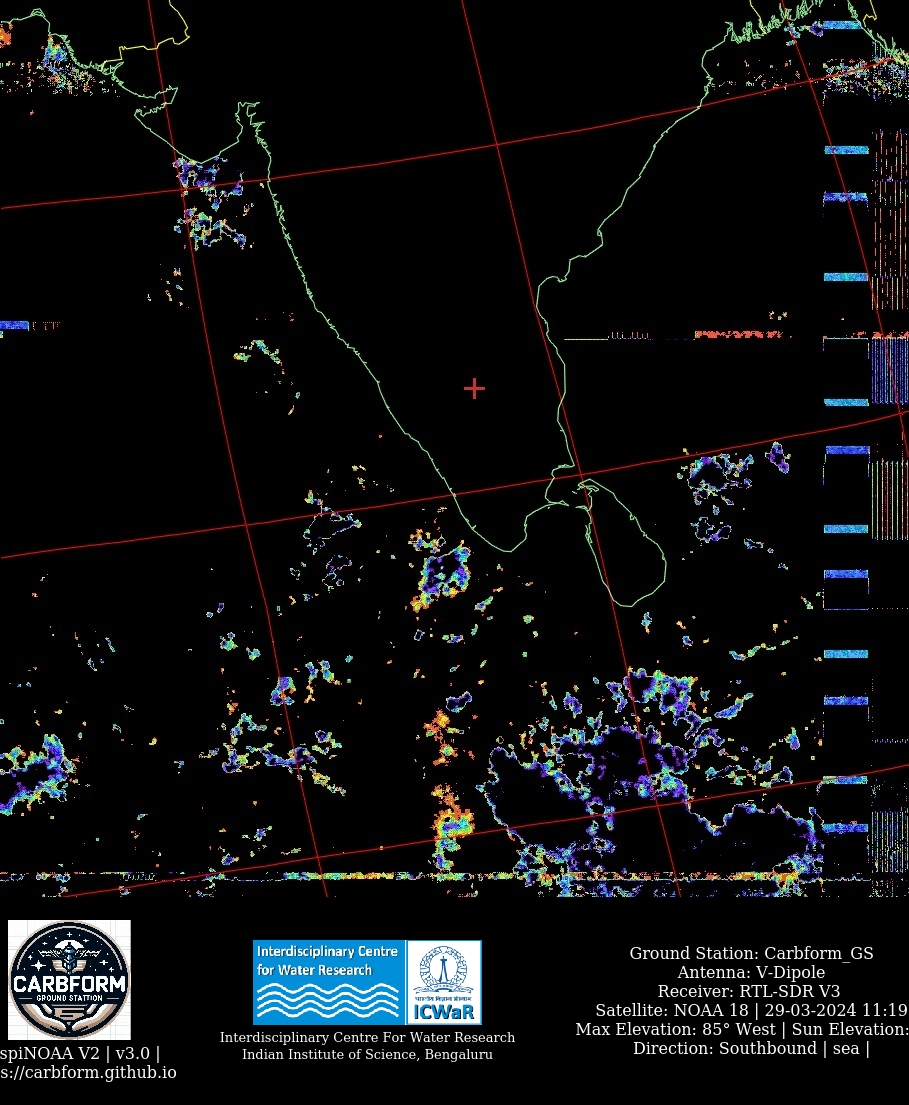 CARBFORM
GROUND STATION
spiNOAA V2 | v3.0 |
s://carbform.github.io
Interdisciplinary Centre
for Water Research
ICWaR
Interdisciplinary Centre For Water Research
Indian Institute of Science, Bengaluru
Ground Station: Carbform_GS
Antenna: V-Dipole
Receiver: RTL-SDR V3
Satellite: NOAA 18 | 29-03-2024 11:19
Max Elevation: 85° West | Sun Elevation:
Direction: Southbound | sea |